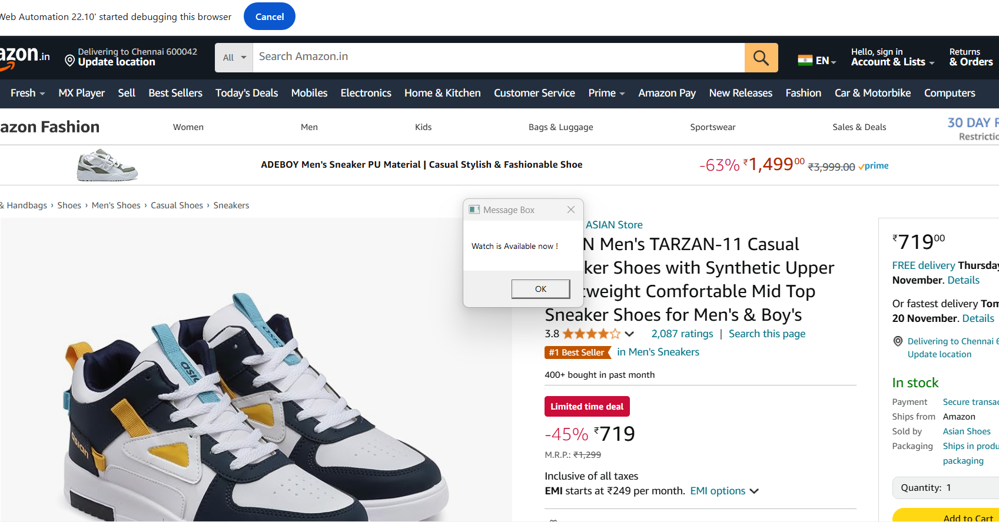 Web Automation 22.10' started debugging this browser
Cancel
azon.in
Delivering to Chennai 600042
Update location
All
Search Amazon.in
EN
Hello, sign in
Account & Lists
Returns
& Orders
Fresh
MX Player
Sell
Best Sellers
Today's Deals
Mobiles
Electronics
Home & Kitchen
Customer Service
Prime
Amazon Pay
New Releases
Fashion
Car & Motorbike
Computers
azon Fashion
Women
Men
Kids
Bags & Luggage
Sportswear
Sales & Deals
30 DAY
Restrictio
ADEBOY Men's Sneaker PU Material | Casual Stylish & Fashionable Shoe
-63% ₹1,499⁰⁰ ₹3,999.00 prime
& Handbags › Shoes › Men's Shoes › Casual Shoes › Sneakers
Message Box
Watch is Available now !
OK
ASIAN Store
N Men's TARZAN-11 Casual
ker Shoes with Synthetic Upper
tweight Comfortable Mid Top
Sneaker Shoes for Men's & Boy's
3.8
2,087 ratings | Search this page
#1 Best Seller in Men's Sneakers
400+ bought in past month
Limited time deal
-45% ₹719
M.R.P.: ₹1,299
Inclusive of all taxes
EMI starts at ₹249 per month. EMI options
asian
asian
asian
₹719⁰⁰
FREE delivery Thursday
November. Details
Or fastest delivery Tom
20 November. Details
Delivering to Chennai 6
Update location
In stock
Payment Secure transac
Ships from Amazon
Sold by Asian Shoes
Packaging Ships in produ
packaging
Quantity: 1
Add to Cart